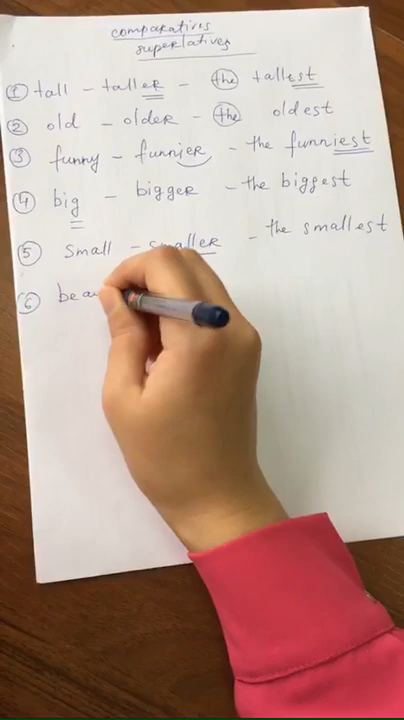 comparatives
superlatives
1 tall - taller - the tallest
2 old - older - the oldest
3 funny - funnier - the funniest
4 big - bigger - the biggest
5 small - smaller - the smallest
6 bea